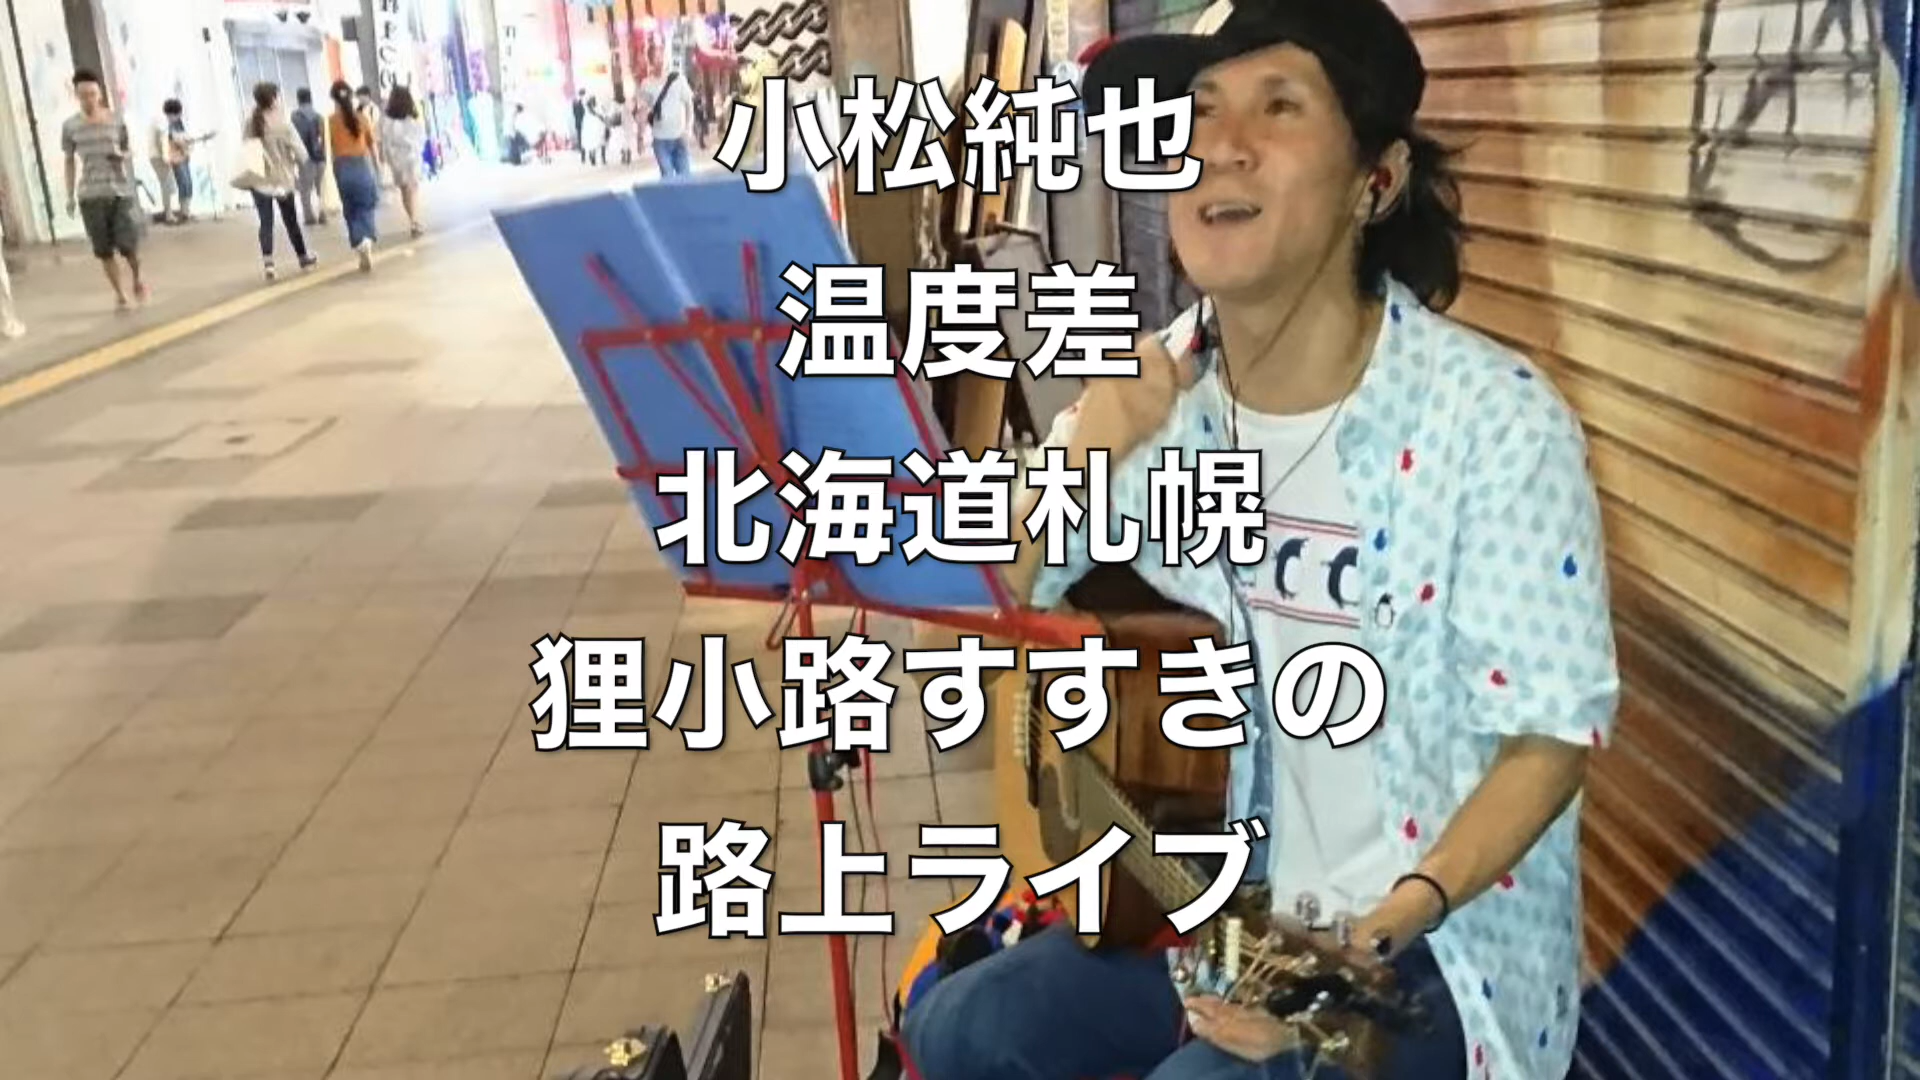 小松純也
温度差
北海道札幌
狸小路すすきの
路上ライブ